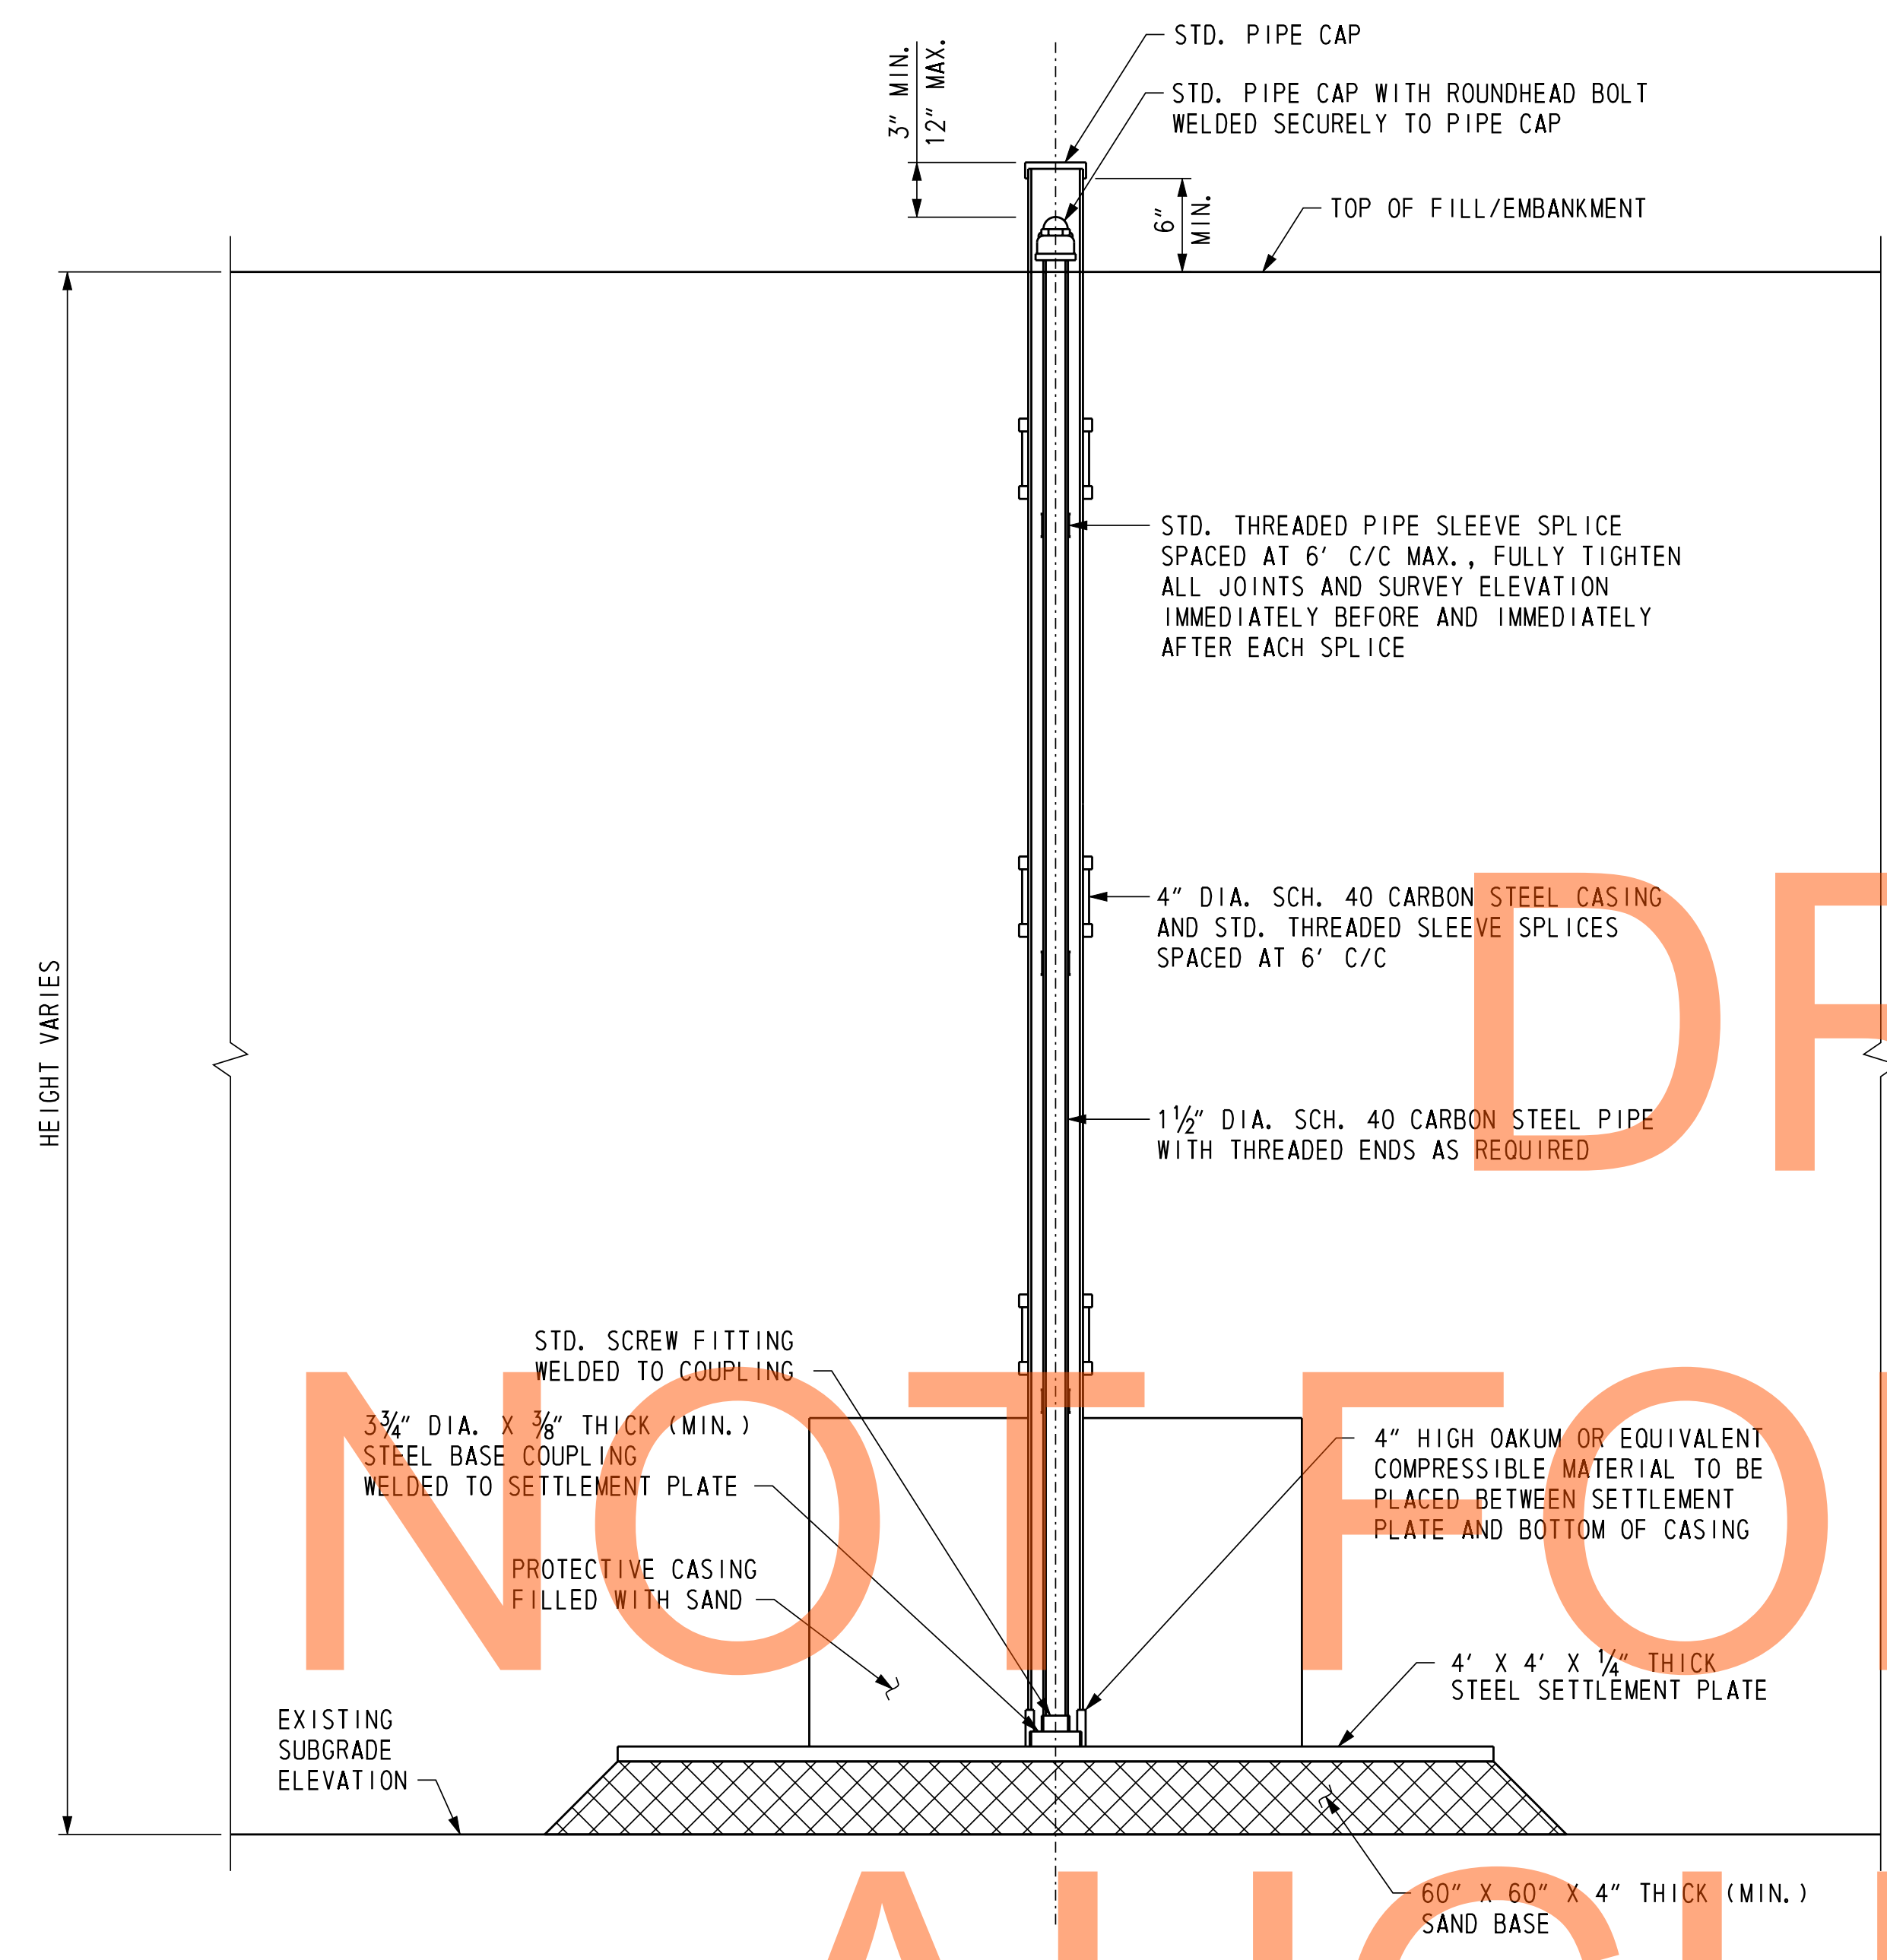 STD. PIPE CAP
3" MIN.
12" MAX.
STD. PIPE CAP WITH ROUNDHEAD BOLT
WELDED SECURELY TO PIPE CAP
6"
MIN.
TOP OF FILL/EMBANKMENT
STD. THREADED PIPE SLEEVE SPLICE
SPACED AT 6' C/C MAX., FULLY TIGHTEN
ALL JOINTS AND SURVEY ELEVATION
IMMEDIATELY BEFORE AND IMMEDIATELY
AFTER EACH SPLICE
4" DIA. SCH. 40 CARBON STEEL CASING
AND STD. THREADED SLEEVE SPLICES
SPACED AT 6' C/C
HEIGHT VARIES
1 1/2" DIA. SCH. 40 CARBON STEEL PIPE
WITH THREADED ENDS AS REQUIRED
STD. SCREW FITTING
WELDED TO COUPLING
3 3/4" DIA. X 3/8" THICK (MIN.)
STEEL BASE COUPLING
WELDED TO SETTLEMENT PLATE
4" HIGH OAKUM OR EQUIVALENT
COMPRESSIBLE MATERIAL TO BE
PLACED BETWEEN SETTLEMENT
PLATE AND BOTTOM OF CASING
PROTECTIVE CASING
FILLED WITH SAND
4' X 4' X 1/4" THICK
STEEL SETTLEMENT PLATE
EXISTING
SUBGRADE
ELEVATION
60" X 60" X 4" THICK (MIN.)
SAND BASE
NOT